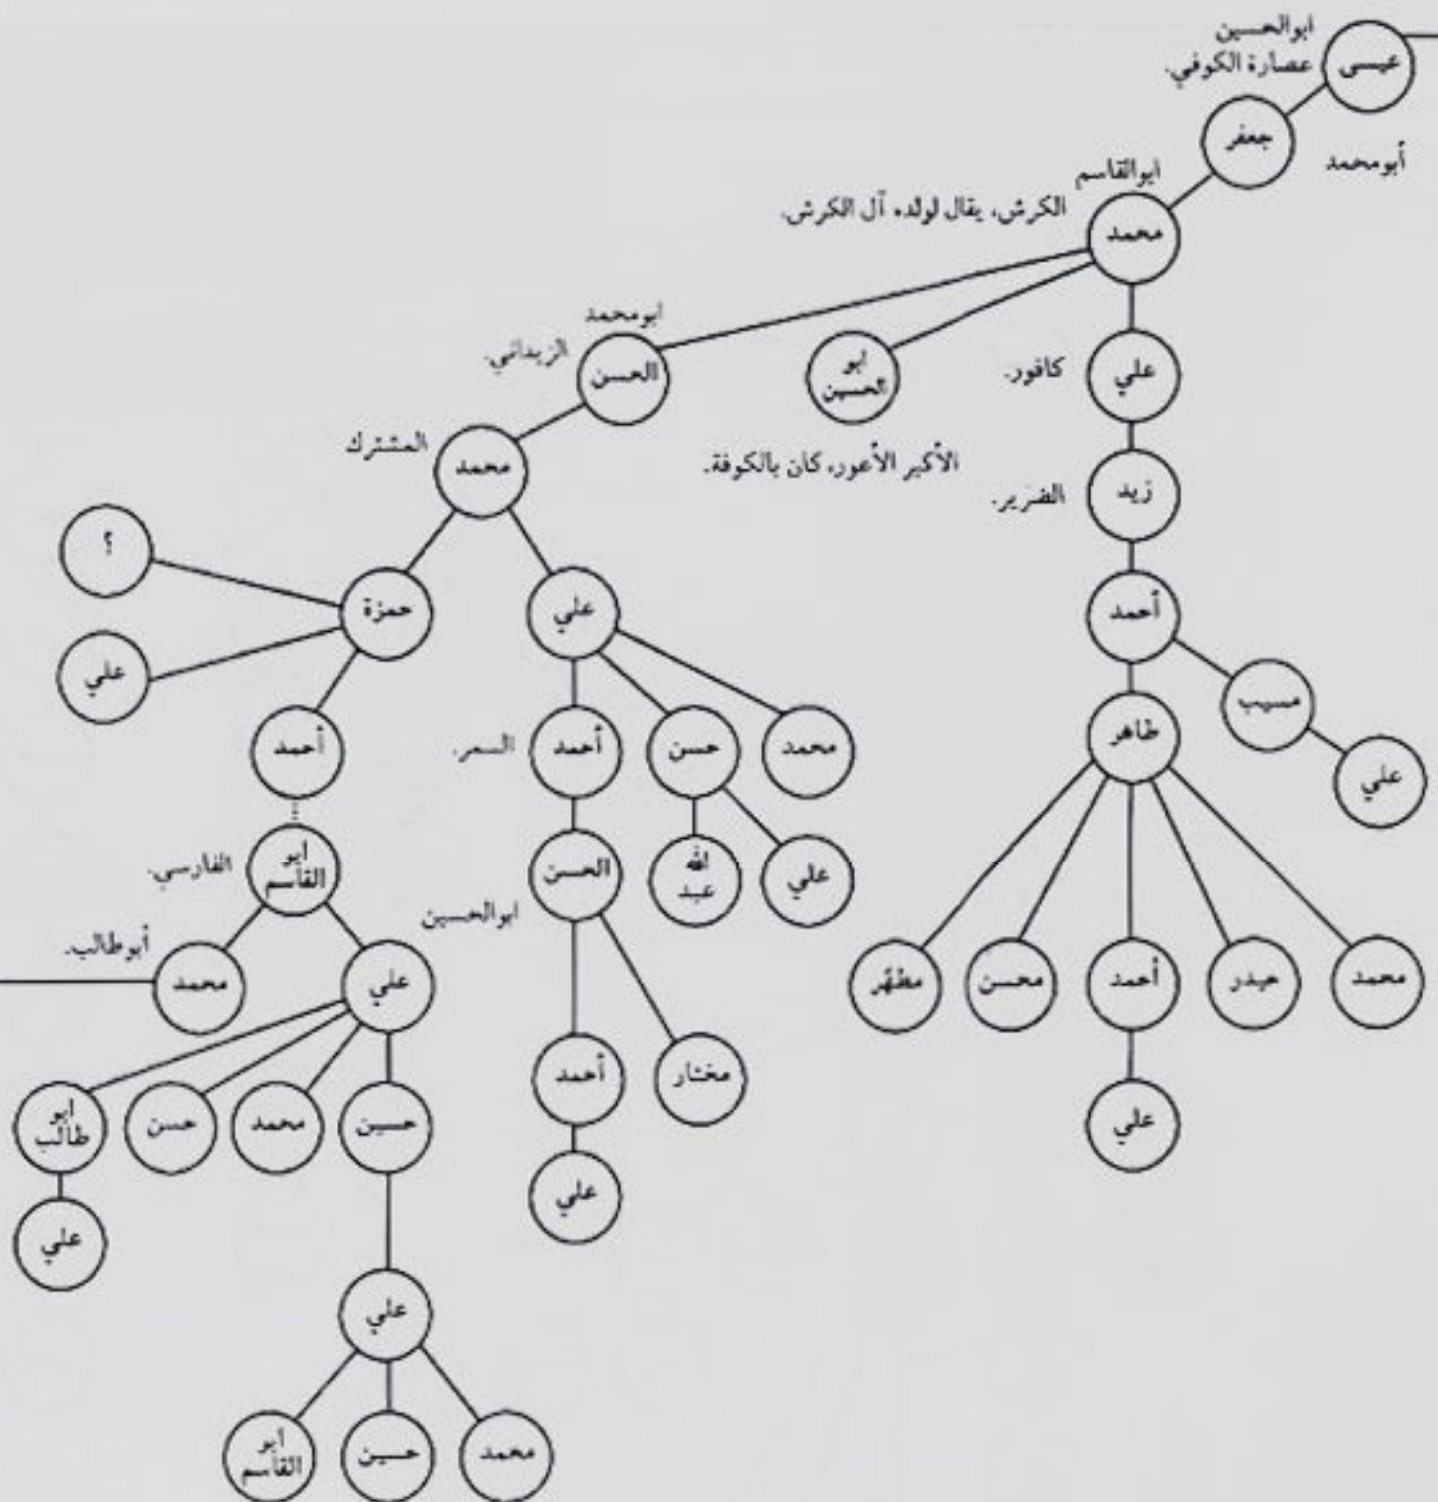 ابوالحسين
عصارة الكوفي.
عيسى
جعفر
أبومحمد
ابوالقاسم
الكرش، يقال لولده آل الكرش.
محمد
ابومحمد
الزيداني.
الحسن
ابو
الحسين
كافور.
علي
المشترك
محمد
الأكبر الأعور، كان بالكوفة.
الضرير.
زيد
؟
حمزة
علي
أحمد
علي
مسيب
طاهر
علي
أحمد
السمر.
أحمد
حسن
محمد
ابو
القاسم
الفارسي.
الحسن
ابوالحسين
الله
عبد
علي
أبوطالب.
محمد
علي
مظهر
محسن
أحمد
حيدر
محمد
أحمد
مختار
ابو
طالب
حسن
محمد
حسين
علي
علي
علي
علي
ابو
القاسم
حسين
محمد